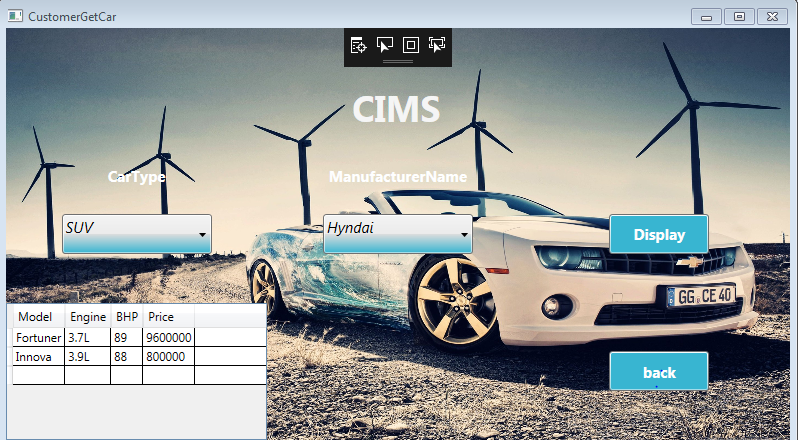 CustomerGetCar
CIMS
CarType ManufacturerName
SUV Hyndai Display
GG CE 40
Model Engine BHP Price
Fortuner 3.7L 89 9600000
Innova 3.9L 88 800000
back